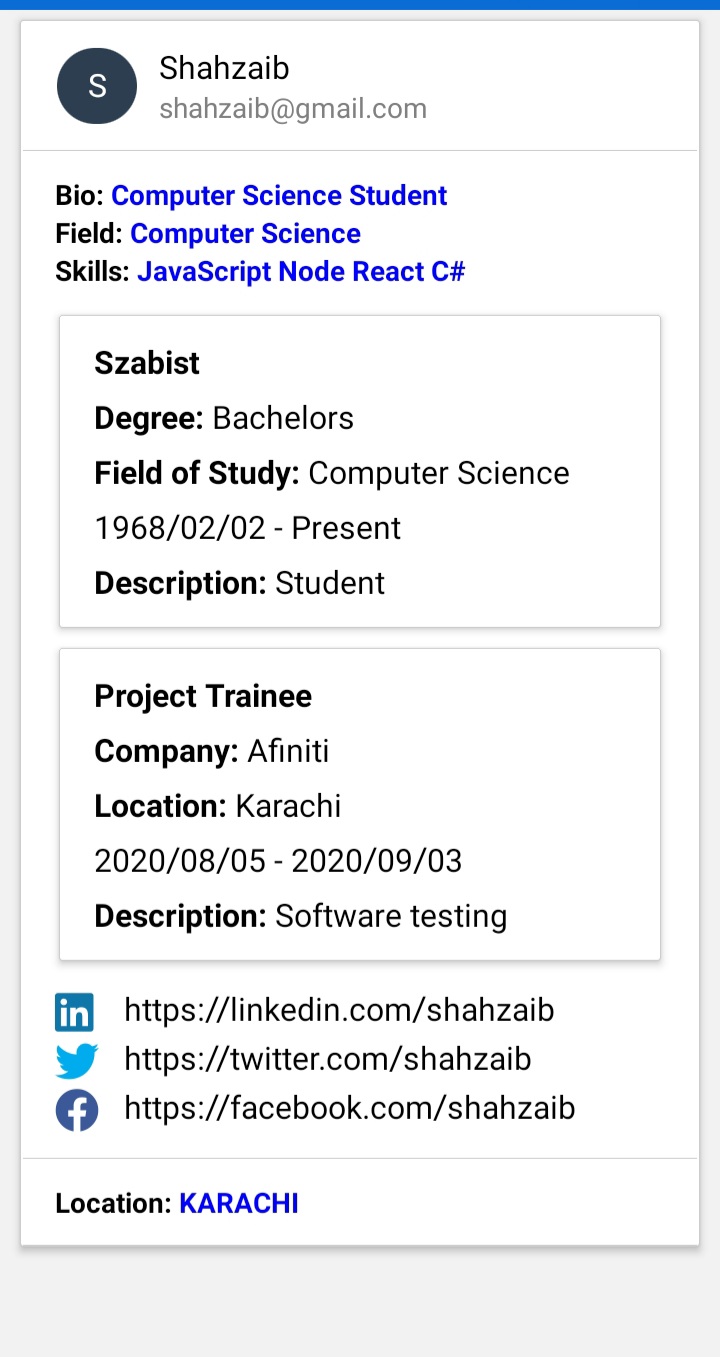 S
Shahzaib
shahzaib@gmail.com
Bio: Computer Science Student
Field: Computer Science
Skills: JavaScript Node React C#
Szabist
Degree: Bachelors
Field of Study: Computer Science
1968/02/02 - Present
Description: Student
Project Trainee
Company: Afiniti
Location: Karachi
2020/08/05 - 2020/09/03
Description: Software testing
in https://linkedin.com/shahzaib
https://twitter.com/shahzaib
f https://facebook.com/shahzaib
Location: KARACHI